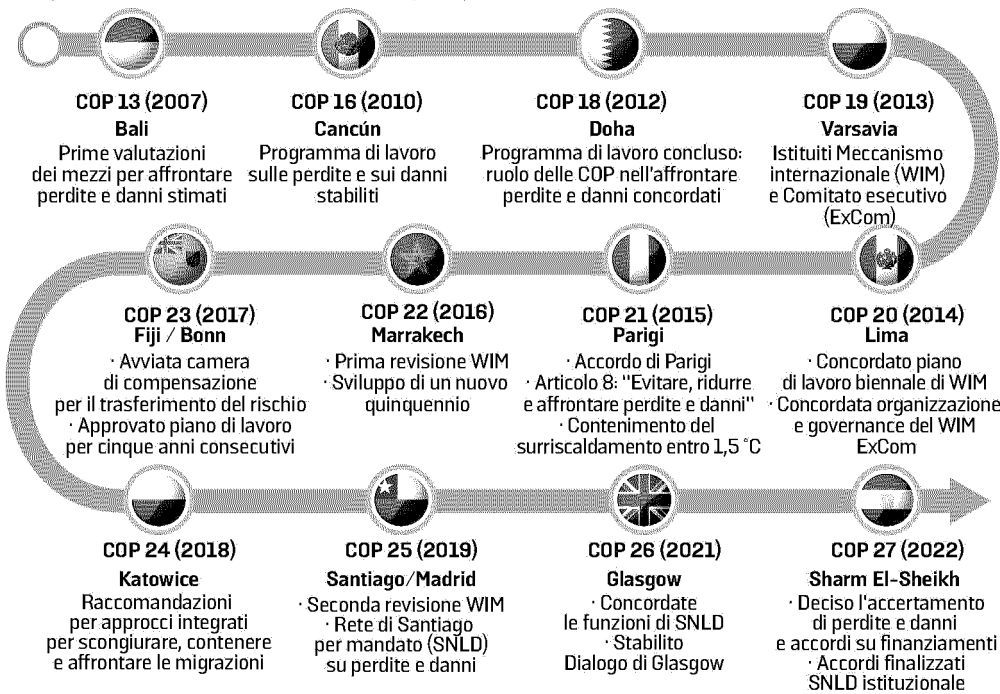 COP 13 (2007)
Bali
Prime valutazioni
dei mezzi per affrontare
perdite e danni stimati
COP 16 (2010)
Cancún
Programma di lavoro
sulle perdite e sui danni
stabiliti
COP 18 (2012)
Doha
Programma di lavoro concluso:
ruolo delle COP nell'affrontare
perdite e danni concordati
COP 19 (2013)
Varsavia
Istituiti Meccanismo
internazionale (WIM)
e Comitato esecutivo
(ExCom)
COP 20 (2014)
Lima
· Concordato piano
di lavoro biennale di WIM
· Concordata organizzazione
e governance del WIM
ExCom
COP 21 (2015)
Parigi
· Accordo di Parigi
· Articolo 8: "Evitare, ridurre
e affrontare perdite e danni"
· Contenimento del
surriscaldamento entro 1,5 °C
COP 22 (2016)
Marrakech
· Prima revisione WIM
· Sviluppo di un nuovo
quinquennio
COP 23 (2017)
Fiji / Bonn
· Avviata camera
di compensazione
per il trasferimento del rischio
· Approvato piano di lavoro
per cinque anni consecutivi
COP 24 (2018)
Katowice
Raccomandazioni
per approcci integrati
per scongiurare, contenere
e affrontare le migrazioni
COP 25 (2019)
Santiago/Madrid
· Seconda revisione WIM
· Rete di Santiago
per mandato (SNLD)
su perdite e danni
COP 26 (2021)
Glasgow
· Concordate
le funzioni di SNLD
· Stabilito
Dialogo di Glasgow
COP 27 (2022)
Sharm El-Sheikh
· Deciso l'accertamento
di perdite e danni
e accordi su finanziamenti
· Accordi finalizzati
SNLD istituzionale